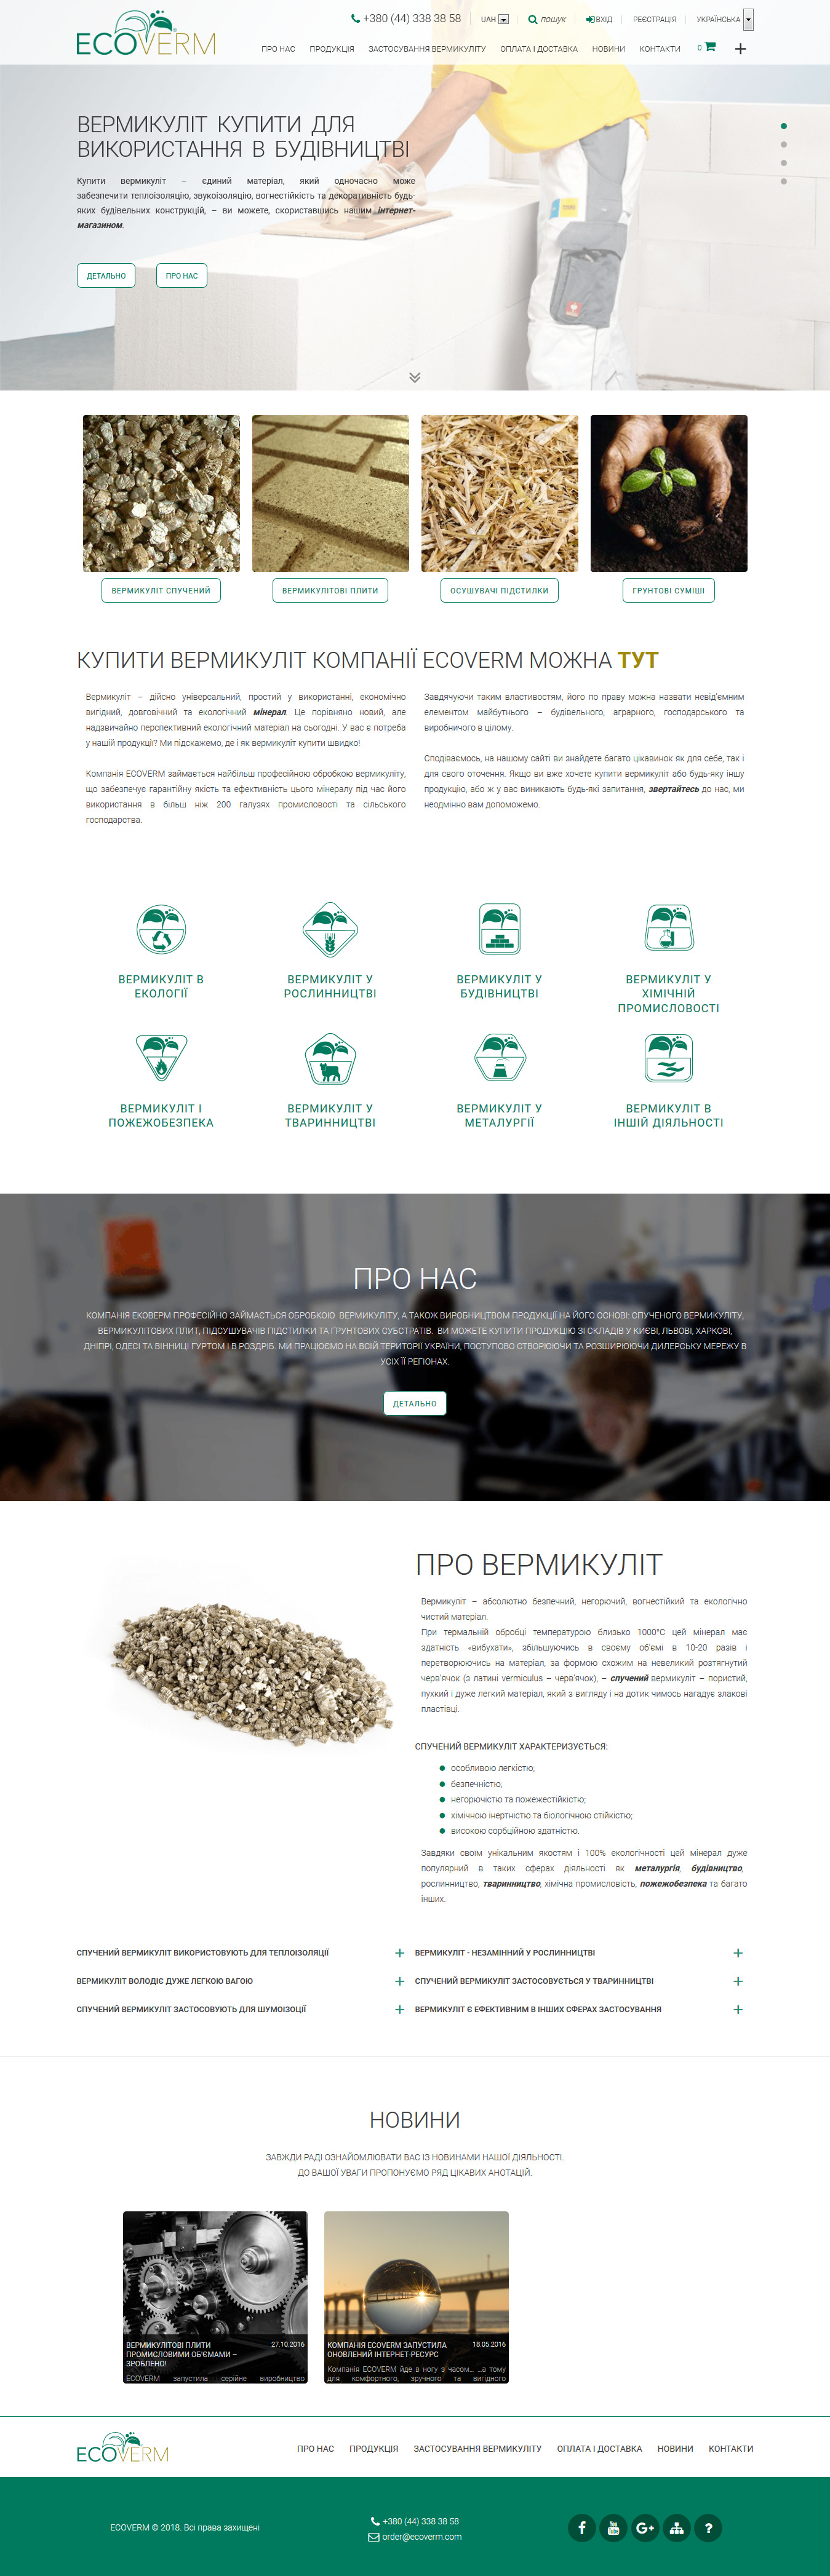 ECOVERM
+380 (44) 338 38 58
UAH
пошук
ВХІД
РЕЄСТРАЦІЯ
УКРАЇНСЬКА
ПРО НАС ПРОДУКЦІЯ ЗАСТОСУВАННЯ ВЕРМИКУЛІТУ ОПЛАТА І ДОСТАВКА НОВИНИ КОНТАКТИ 0 +
ВЕРМИКУЛІТ КУПИТИ ДЛЯ
ВИКОРИСТАННЯ В БУДІВНИЦТВІ
Купити вермикуліт – єдиний матеріал, який одночасно може
забезпечити теплоізоляцію, звукоізоляцію, вогнестійкість та декоративність будь-
яких будівельних конструкцій, – ви можете, скориставшись нашим інтернет-
магазином.
ДЕТАЛЬНО ПРО НАС
ВЕРМИКУЛІТ СПУЧЕНИЙ
ВЕРМИКУЛІТОВІ ПЛИТИ
ОСУШУВАЧІ ПІДСТИЛКИ
ГРУНТОВІ СУМІШІ
КУПИТИ ВЕРМИКУЛІТ КОМПАНІЇ ECOVERM МОЖНА ТУТ
Вермикуліт – дійсно універсальний, простий у використанні, економічно
вигідний, довговічний та екологічний мінерал. Це порівняно новий, але
надзвичайно перспективний екологічний матеріал на сьогодні. У вас є потреба
у нашій продукції? Ми підскажемо, де і як вермикуліт купити швидко!
Компанія ECOVERM займається найбільш професійною обробкою вермикуліту,
що забезпечує гарантійну якість та ефективність цього мінералу під час його
використання в більш ніж 200 галузях промисловості та сільського
господарства.
Завдячуючи таким властивостям, його по праву можна назвати невід'ємним
елементом майбутнього – будівельного, аграрного, господарського та
виробничого в цілому.
Сподіваємось, на нашому сайті ви знайдете багато цікавинок як для себе, так і
для свого оточення. Якщо ви вже хочете купити вермикуліт або будь-яку іншу
продукцію, або ж у вас виникають будь-які запитання, звертайтесь до нас, ми
неодмінно вам допоможемо.
ВЕРМИКУЛІТ В
ЕКОЛОГІЇ
ВЕРМИКУЛІТ У
РОСЛИННИЦТВІ
ВЕРМИКУЛІТ У
БУДІВНИЦТВІ
ВЕРМИКУЛІТ У
ХІМІЧНІЙ
ПРОМИСЛОВОСТІ
ВЕРМИКУЛІТ І
ПОЖЕЖОБЕЗПЕКА
ВЕРМИКУЛІТ У
ТВАРИННИЦТВІ
ВЕРМИКУЛІТ У
МЕТАЛУРГІЇ
ВЕРМИКУЛІТ В
ІНШІЙ ДІЯЛЬНОСТІ
ПРО НАС
КОМПАНІЯ ЕКОВЕРМ ПРОФЕСІЙНО ЗАЙМАЄТЬСЯ ОБРОБКОЮ ВЕРМИКУЛІТУ, А ТАКОЖ ВИРОБНИЦТВОМ ПРОДУКЦІЇ НА ЙОГО ОСНОВІ: СПУЧЕНОГО ВЕРМИКУЛІТУ,
ВЕРМИКУЛІТОВИХ ПЛИТ, ПІДСУШУВАЧІВ ПІДСТИЛКИ ТА ҐРУНТОВИХ СУБСТРАТІВ. ВИ МОЖЕТЕ КУПИТИ ПРОДУКЦІЮ ЗІ СКЛАДІВ У КИЄВІ, ЛЬВОВІ, ХАРКОВІ,
ДНІПРІ, ОДЕСІ ТА ВІННИЦІ ГУРТОМ І В РОЗДРІБ. МИ ПРАЦЮЄМО НА ВСІЙ ТЕРИТОРІЇ УКРАЇНИ, ПОСТУПОВО СТВОРЮЮЧИ ТА РОЗШИРЮЮЧИ ДИЛЕРСЬКУ МЕРЕЖУ В
УСІХ ЇЇ РЕГІОНАХ.
ДЕТАЛЬНО
ПРО ВЕРМИКУЛІТ
Вермикуліт – абсолютно безпечний, негорючий, вогнестійкий та екологічно
чистий матеріал.
При термальній обробці температурою близько 1000°С цей мінерал має
здатність «вибухати», збільшуючись в своєму об'ємі в 10-20 разів і
перетворюючись на матеріал, за формою схожим на невеликий розтягнутий
черв'ячок (з латині vermiculus – черв'ячок), – спучений вермикуліт – пористий,
пухкий і дуже легкий матеріал, який з вигляду і на дотик чимось нагадує злакові
пластівці.
СПУЧЕНИЙ ВЕРМИКУЛІТ ХАРАКТЕРИЗУЄТЬСЯ:
особливою легкістю;
безпечністю;
негорючістю та пожежестійкістю;
хімічною інертністю та біологічною стійкістю;
високою сорбційною здатністю.
Завдяки своїм унікальним якостям і 100% екологічності цей мінерал дуже
популярний в таких сферах діяльності як металургія, будівництво,
рослинництво, тваринництво, хімічна промисловість, пожежобезпека та багато
інших.
СПУЧЕНИЙ ВЕРМИКУЛІТ ВИКОРИСТОВУЮТЬ ДЛЯ ТЕПЛОІЗОЛЯЦІЇ +
ВЕРМИКУЛІТ - НЕЗАМІННИЙ У РОСЛИННИЦТВІ +
ВЕРМИКУЛІТ ВОЛОДІЄ ДУЖЕ ЛЕГКОЮ ВАГОЮ +
СПУЧЕНИЙ ВЕРМИКУЛІТ ЗАСТОСОВУЄТЬСЯ У ТВАРИННИЦТВІ +
СПУЧЕНИЙ ВЕРМИКУЛІТ ЗАСТОСОВУЮТЬ ДЛЯ ШУМОІЗОЦІЇ +
ВЕРМИКУЛІТ Є ЕФЕКТИВНИМ В ІНШИХ СФЕРАХ ЗАСТОСУВАННЯ +
НОВИНИ
ЗАВЖДИ РАДІ ОЗНАЙОМЛЮВАТИ ВАС ІЗ НОВИНАМИ НАШОЇ ДІЯЛЬНОСТІ.
ДО ВАШОЇ УВАГИ ПРОПОНУЄМО РЯД ЦІКАВИХ АНОТАЦІЙ.
ВЕРМИКУЛІТОВІ ПЛИТИ 27.10.2016
ПРОМИСЛОВИМИ ОБ'ЄМАМИ –
ЗРОБЛЕНО!
ECOVERM запустила серійне виробництво
КОМПАНІЯ ECOVERM ЗАПУСТИЛА 18.05.2016
ОНОВЛЕНИЙ ІНТЕРНЕТ-РЕСУРС
Компанія ECOVERM йде в ногу з часом... ...а тому
для комфортного, зручного та вигідного
ECOVERM
ПРО НАС ПРОДУКЦІЯ ЗАСТОСУВАННЯ ВЕРМИКУЛІТУ ОПЛАТА І ДОСТАВКА НОВИНИ КОНТАКТИ
ECOVERM © 2018. Всі права захищені
+380 (44) 338 38 58
order@ecoverm.com
f You Tube G+ ?